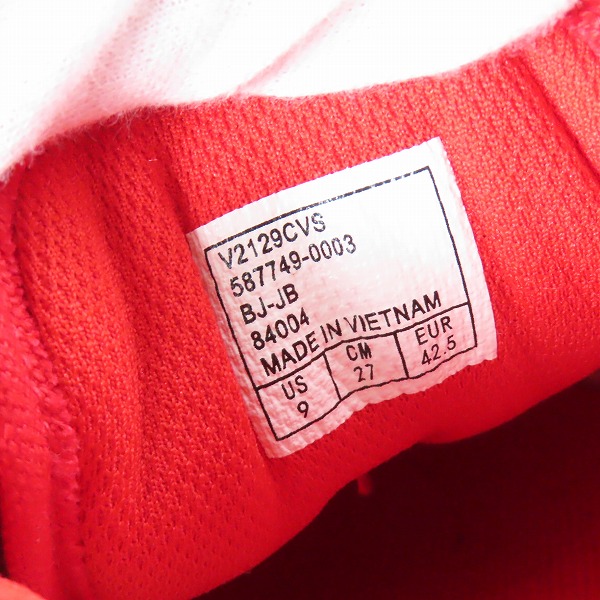 V2129CVS
587749-0003
BJ-JB
84004
MADE IN VIETNAM
US CM EUR
9 27 42.5